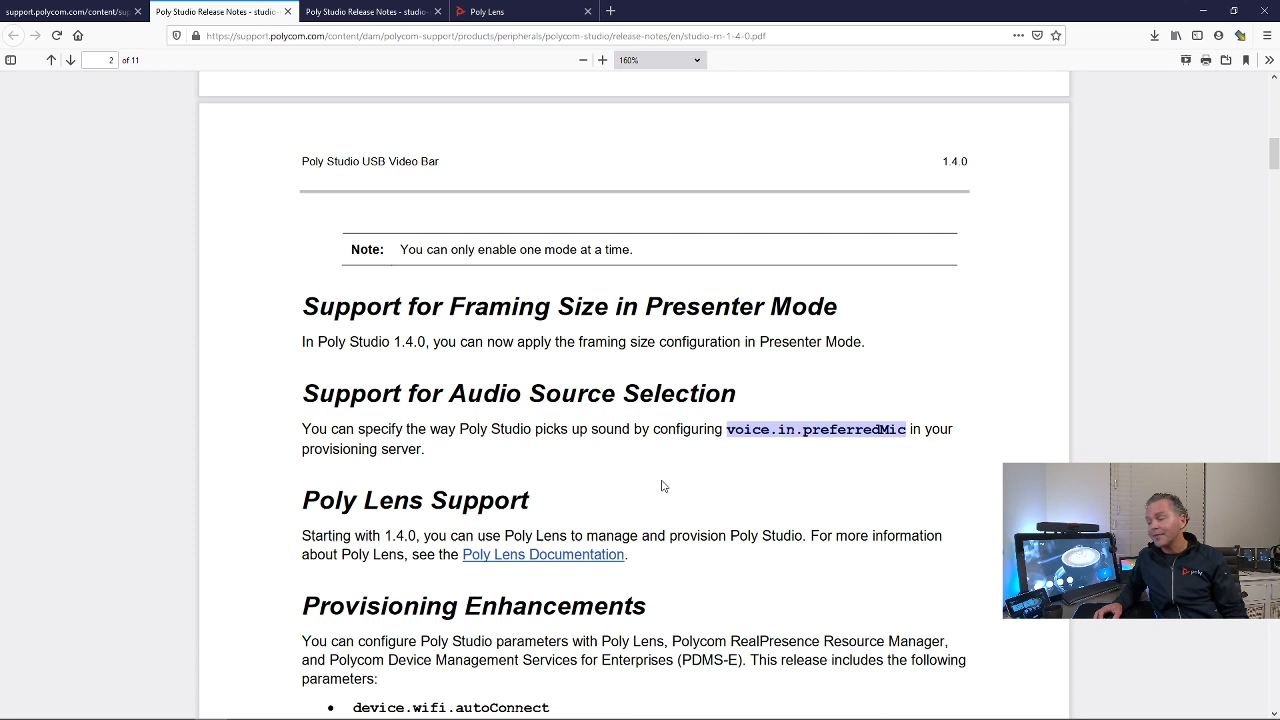 support.polycom.com/content/sup
Poly Studio Release Notes - studio-
Poly Studio Release Notes - studio-
Poly Lens
https://support.polycom.com/content/dam/polycom-support/products/peripherals/polycom-studio/release-notes/en/studio-rn-1-4-0.pdf
2 of 11
160%
Poly Studio USB Video Bar 1.4.0
Note: You can only enable one mode at a time.
Support for Framing Size in Presenter Mode
In Poly Studio 1.4.0, you can now apply the framing size configuration in Presenter Mode.
Support for Audio Source Selection
You can specify the way Poly Studio picks up sound by configuring voice.in.preferredMic in your
provisioning server.
Poly Lens Support
Starting with 1.4.0, you can use Poly Lens to manage and provision Poly Studio. For more information
about Poly Lens, see the Poly Lens Documentation.
Provisioning Enhancements
You can configure Poly Studio parameters with Poly Lens, Polycom RealPresence Resource Manager,
and Polycom Device Management Services for Enterprises (PDMS-E). This release includes the following
parameters:
• device.wifi.autoConnect
poly